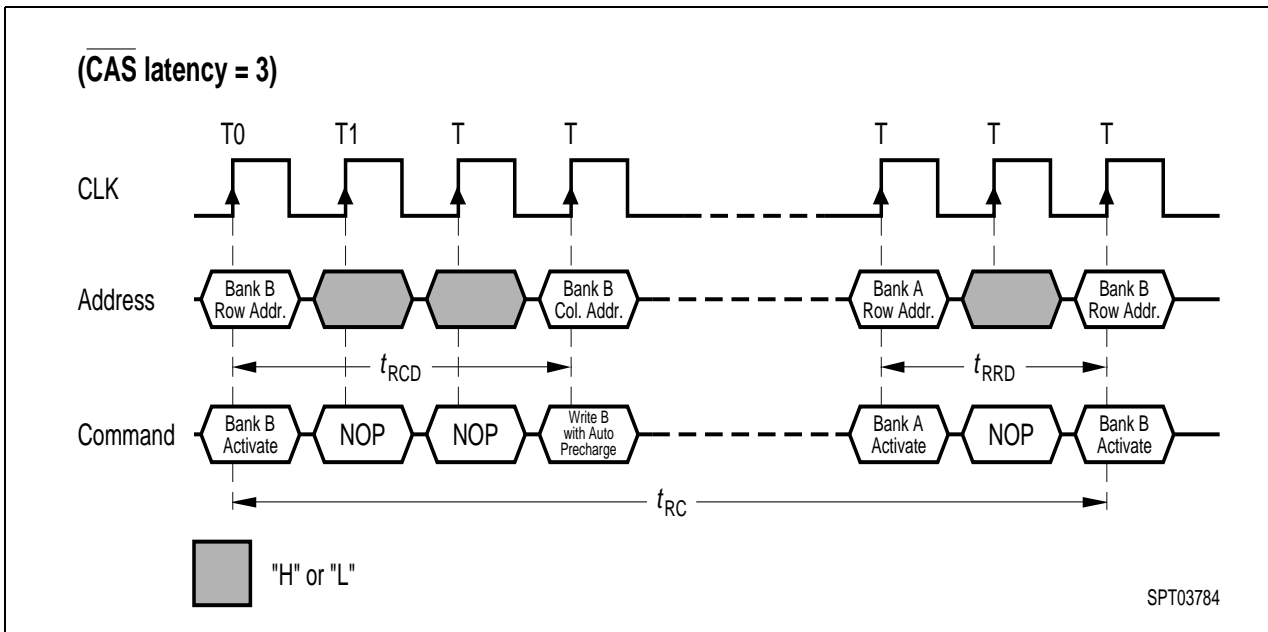 (CAS latency = 3)
T0 T1 T T T T T
CLK
Address
Bank B
Row Addr.
Bank B
Col. Addr.
Bank A
Row Addr.
Bank B
Row Addr.
tRCD
tRRD
Command
Bank B
Activate
NOP
NOP
Write B
with Auto
Precharge
Bank A
Activate
NOP
Bank B
Activate
tRC
"H" or "L"
SPT03784